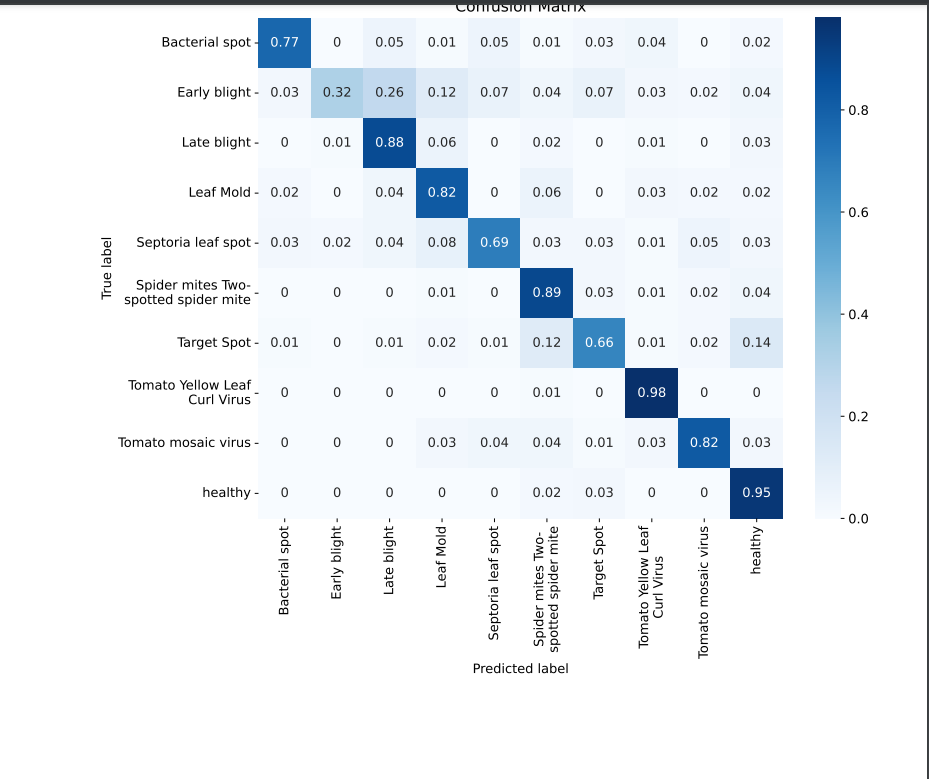 Confusion Matrix
Bacterial spot 0.77 0 0.05 0.01 0.05 0.01 0.03 0.04 0 0.02
Early blight 0.03 0.32 0.26 0.12 0.07 0.04 0.07 0.03 0.02 0.04
0.8
Late blight 0 0.01 0.88 0.06 0 0.02 0 0.01 0 0.03
Leaf Mold 0.02 0 0.04 0.82 0 0.06 0 0.03 0.02 0.02
0.6
True label
Septoria leaf spot 0.03 0.02 0.04 0.08 0.69 0.03 0.03 0.01 0.05 0.03
Spider mites Two-
spotted spider mite
0 0 0 0.01 0 0.89 0.03 0.01 0.02 0.04
0.4
Target Spot 0.01 0 0.01 0.02 0.01 0.12 0.66 0.01 0.02 0.14
Tomato Yellow Leaf
Curl Virus
0 0 0 0 0 0.01 0 0.98 0 0
0.2
Tomato mosaic virus 0 0 0 0.03 0.04 0.04 0.01 0.03 0.82 0.03
healthy 0 0 0 0 0 0.02 0.03 0 0 0.95
0.0
Bacterial spot
Early blight
Late blight
Leaf Mold
Septoria leaf spot
Spider mites Two-
spotted spider mite
Target Spot
Tomato Yellow Leaf
Curl Virus
Tomato mosaic virus
healthy
Predicted label